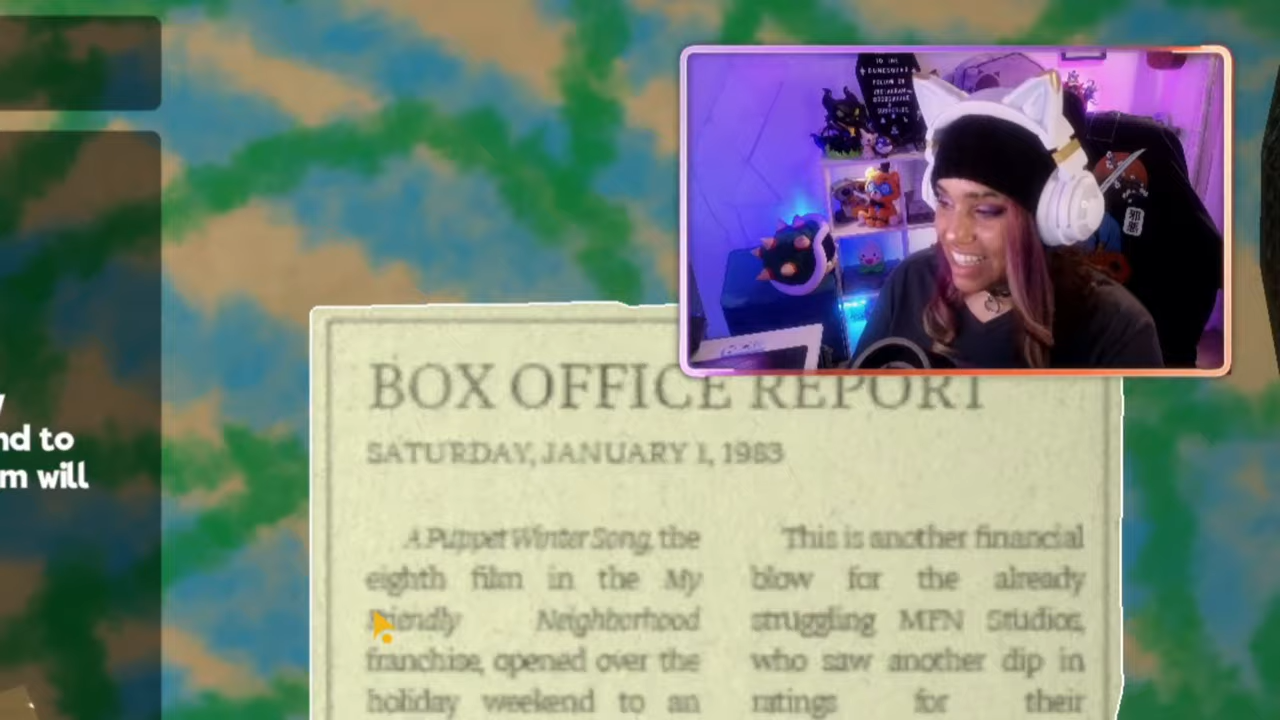 nd to
m will
BOX OFFICE REPORT
SATURDAY, JANUARY 1, 1983
A Puppet Winter Song, the
eighth film in the My
Friendly Neighborhood
franchise, opened over the
holiday weekend to an
This is another financial
blow for the already
struggling MFN Studios,
who saw another dip in
ratings for their
邪悪